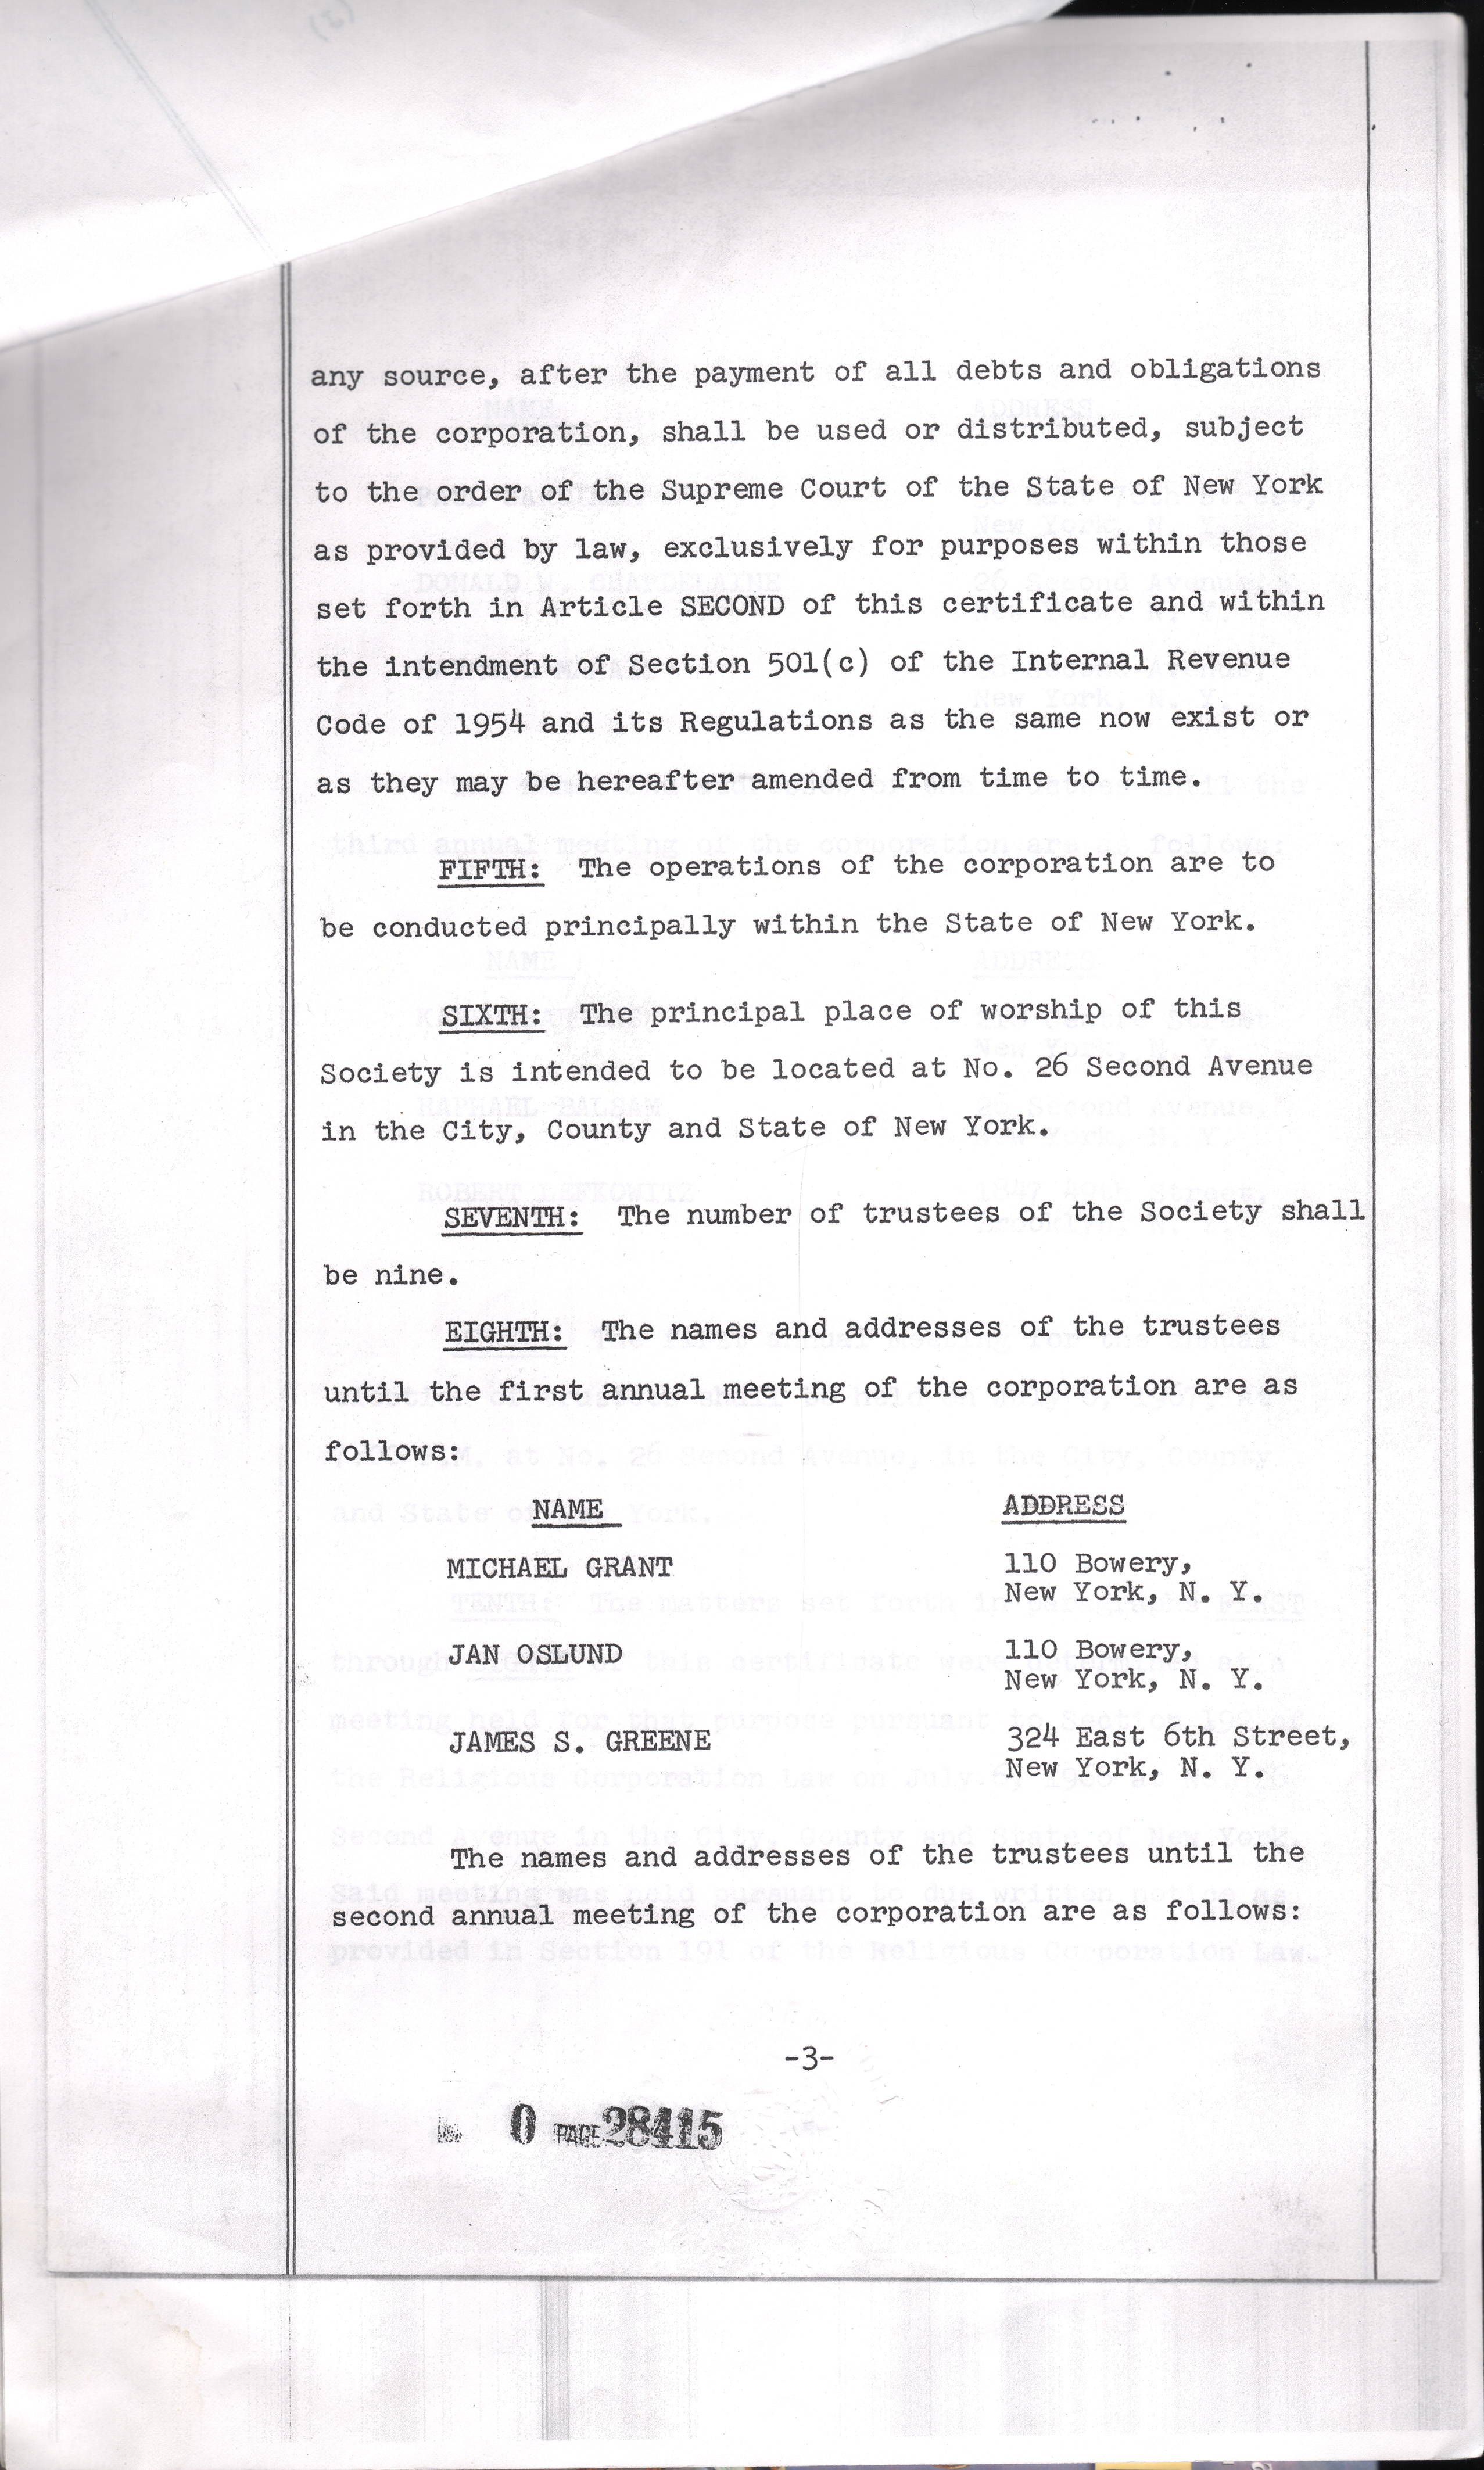 any source, after the payment of all debts and obligations
of the corporation, shall be used or distributed, subject
to the order of the Supreme Court of the State of New York
as provided by law, exclusively for purposes within those
set forth in Article SECOND of this certificate and within
the intendment of Section 501(c) of the Internal Revenue
Code of 1954 and its Regulations as the same now exist or
as they may be hereafter amended from time to time.
FIFTH: The operations of the corporation are to
be conducted principally within the State of New York.
SIXTH: The principal place of worship of this
Society is intended to be located at No. 26 Second Avenue
in the City, County and State of New York.
SEVENTH: The number of trustees of the Society shall
be nine.
EIGHTH: The names and addresses of the trustees
until the first annual meeting of the corporation are as
follows:
NAME ADDRESS
MICHAEL GRANT 110 Bowery,
New York, N. Y.
JAN OSLUND 110 Bowery,
New York, N. Y.
JAMES S. GREENE 324 East 6th Street,
New York, N. Y.
The names and addresses of the trustees until the
second annual meeting of the corporation are as follows:
-3-
0 PAGE 28415